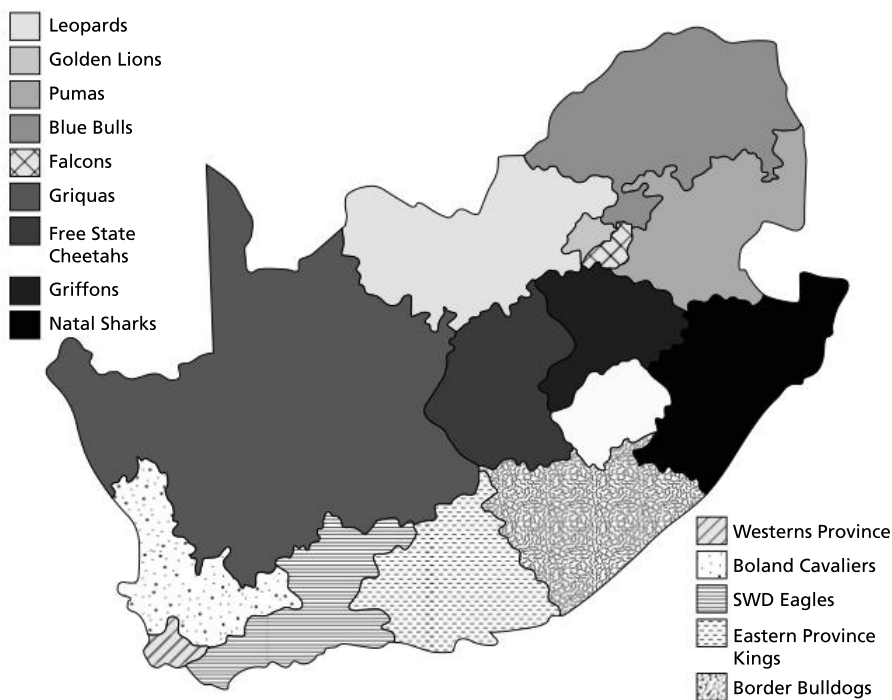 Leopards
Golden Lions
Pumas
Blue Bulls
Falcons
Griquas
Free State
Cheetahs
Griffons
Natal Sharks
Westerns Province
Boland Cavaliers
SWD Eagles
Eastern Province
Kings
Border Bulldogs